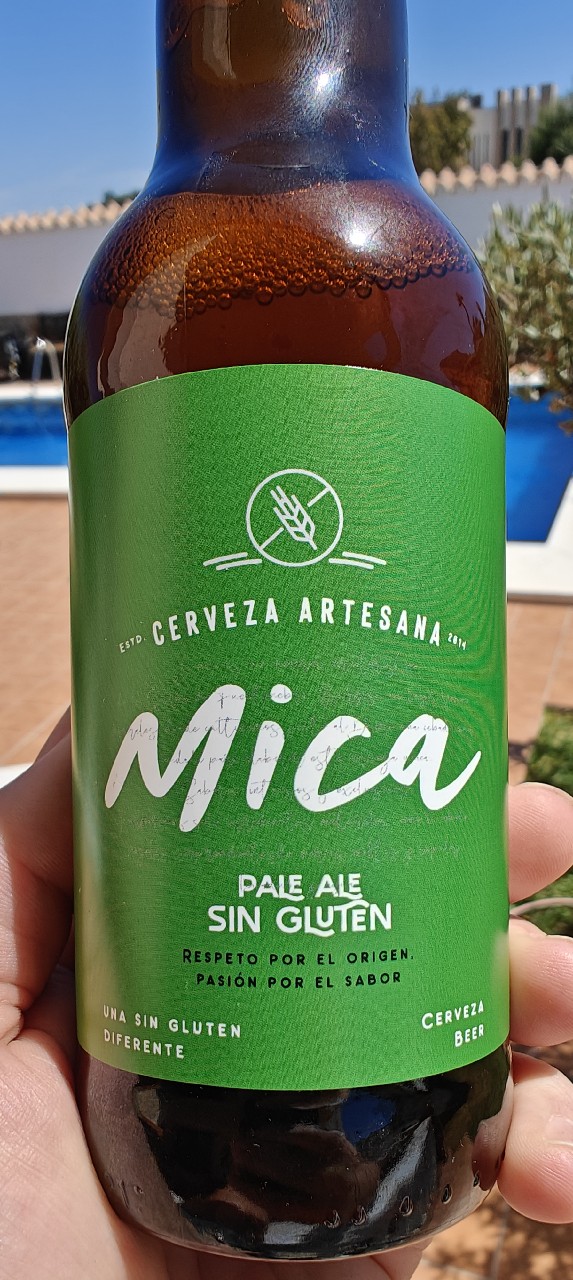 ESTD. CERVEZA ARTESANA 2014
Mica
PALE ALE
SIN GLUTEN
RESPETO POR EL ORIGEN,
PASIÓN POR EL SABOR
UNA SIN GLUTEN
DIFERENTE
CERVEZA
BEER